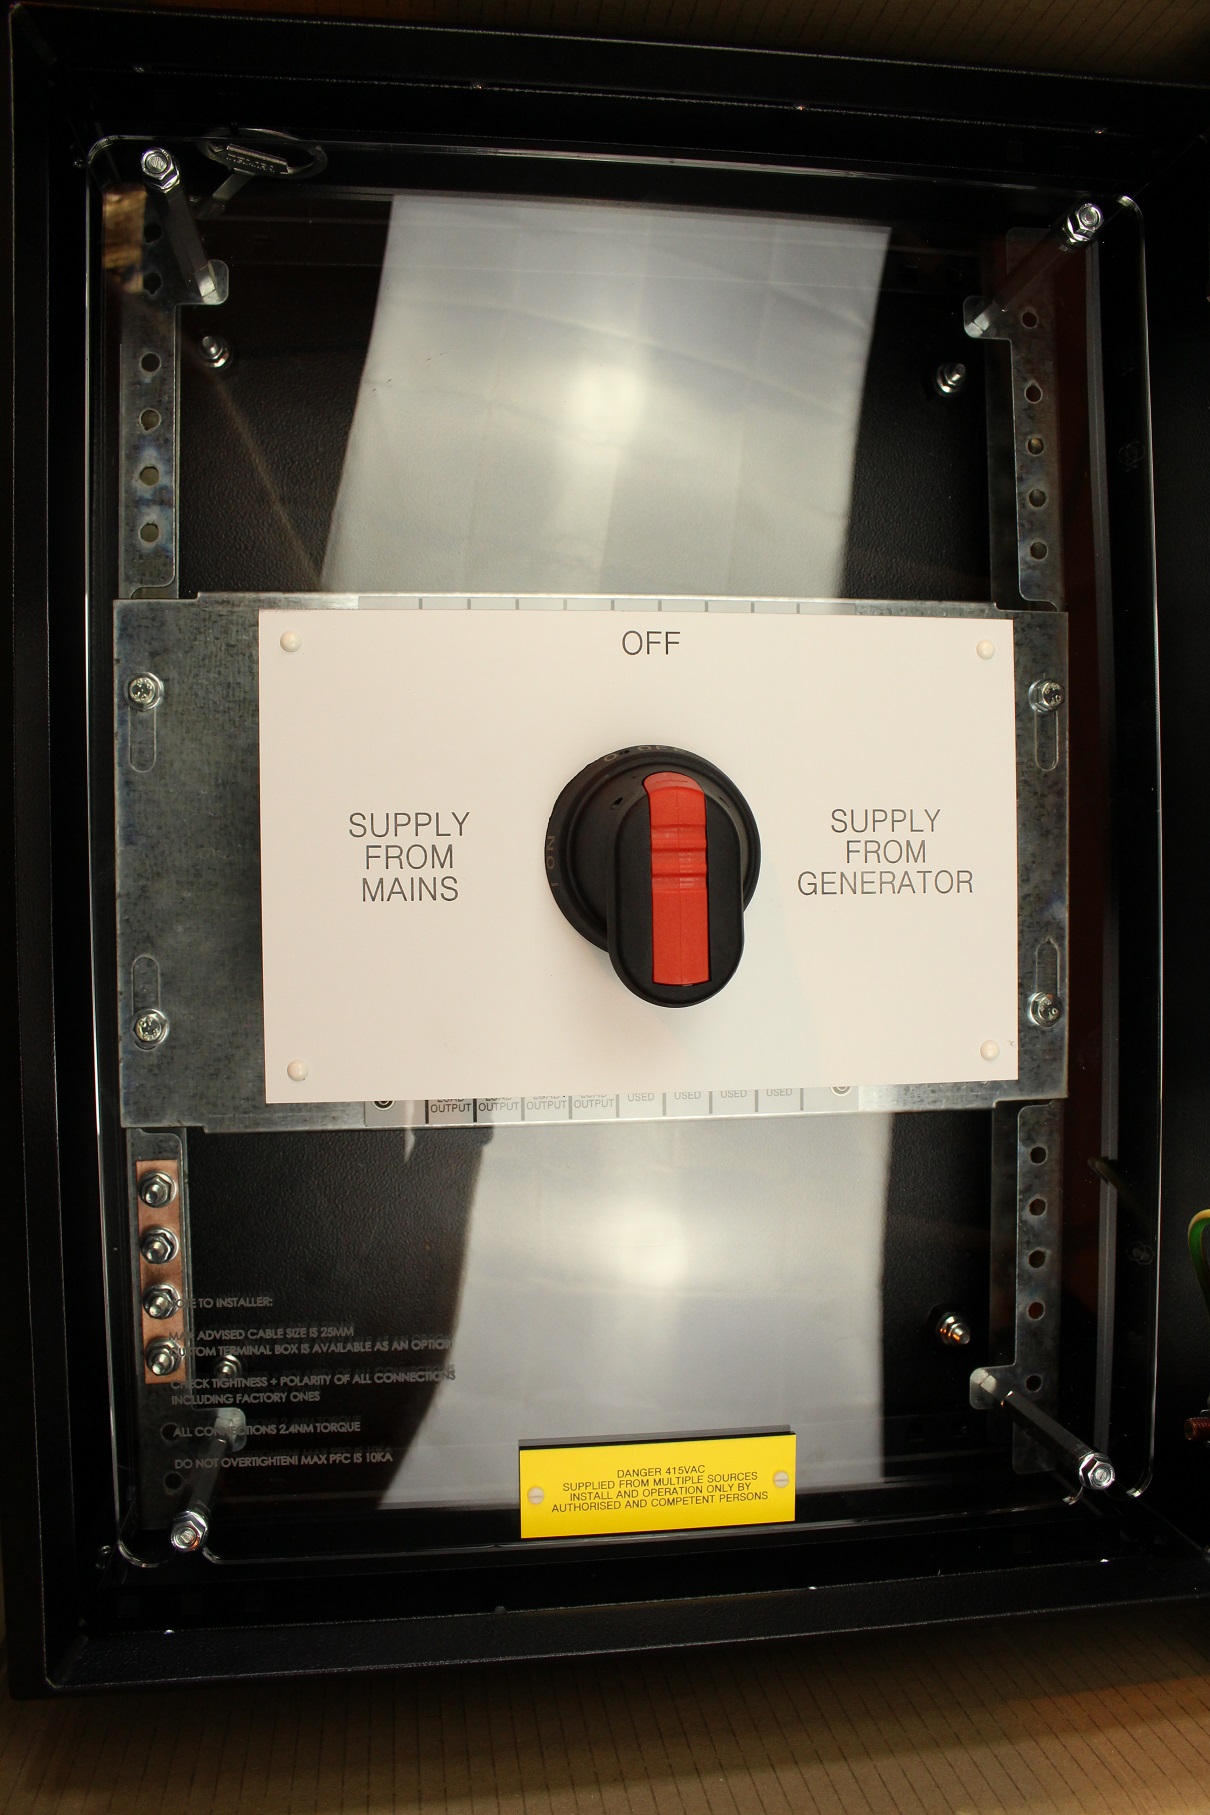 OFF
SUPPLY
FROM
MAINS
SUPPLY
FROM
GENERATOR
ON
OUTPUT OUTPUT OUTPUT OUTPUT USED USED USED USED
NOTE TO INSTALLER:
MAX ADVISED CABLE SIZE IS 25MM
CUSTOM TERMINAL BOX IS AVAILABLE AS AN OPTION
CHECK TIGHTNESS + POLARITY OF ALL CONNECTIONS
INCLUDING FACTORY ONES
ALL CONNECTIONS 2.4NM TORQUE
DO NOT OVERTIGHTEN! MAX PFC IS 10KA
DANGER 415VAC
SUPPLIED FROM MULTIPLE SOURCES
INSTALL AND OPERATION ONLY BY
AUTHORISED AND COMPETENT PERSONS